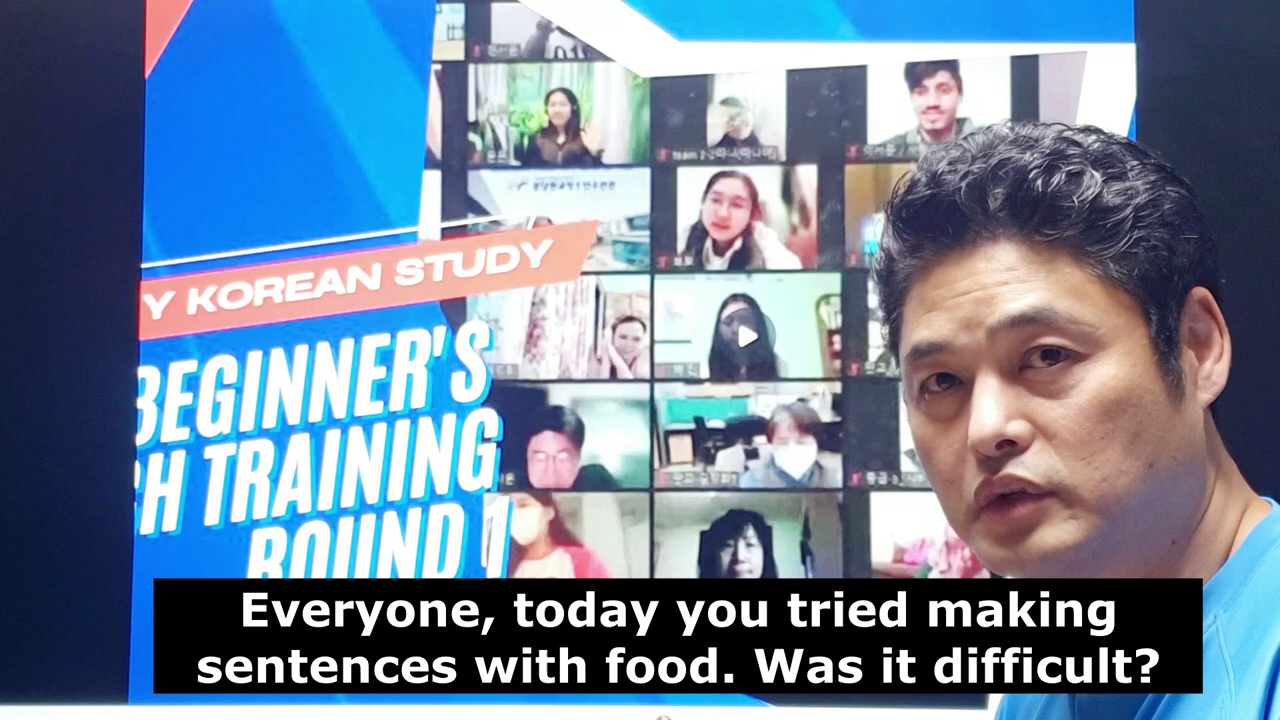 Y KOREAN STUDY
BEGINNER'S
H TRAINING
ROUND 1
Everyone, today you tried making
sentences with food. Was it difficult?